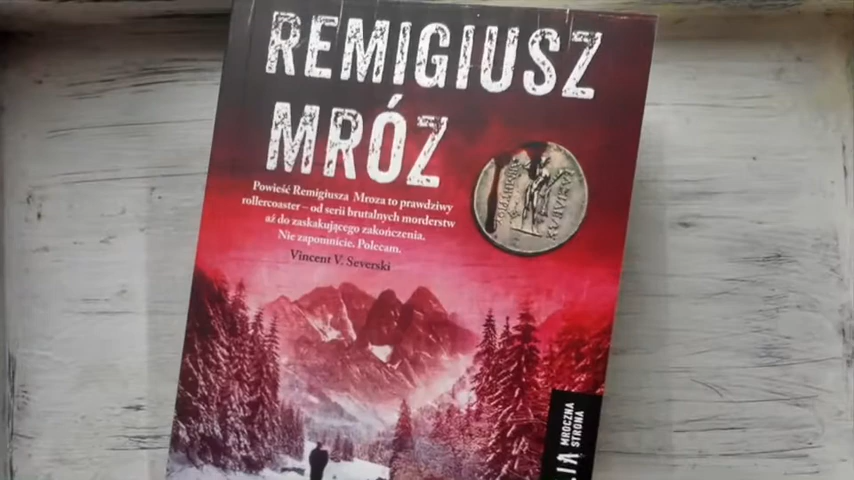 REMIGIUSZ
MRÓZ
Powieść Remigiusza Mroza to prawdziwy
rollercoaster – od serii brutalnych morderstw
aż do zaskakującego zakończenia.
Nie zapomnicie. Polecam.
Vincent V. Severski
MROCZNA
STRONA